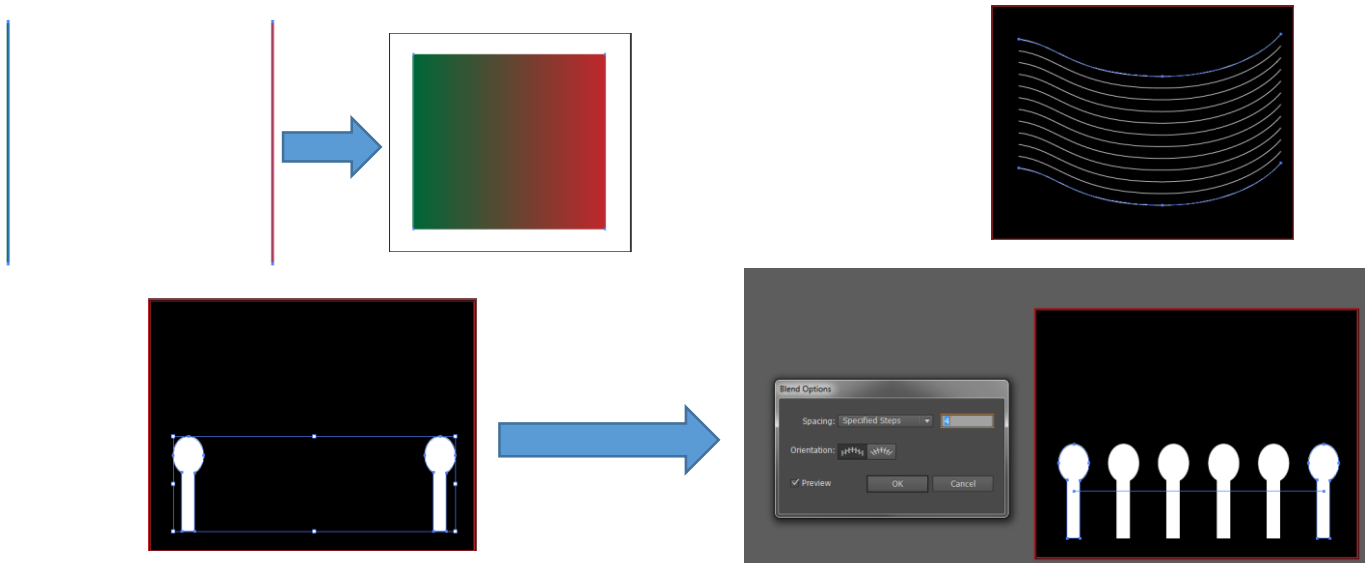 Blend Options
Spacing: Specified Steps 4
Orientation:
Preview OK Cancel